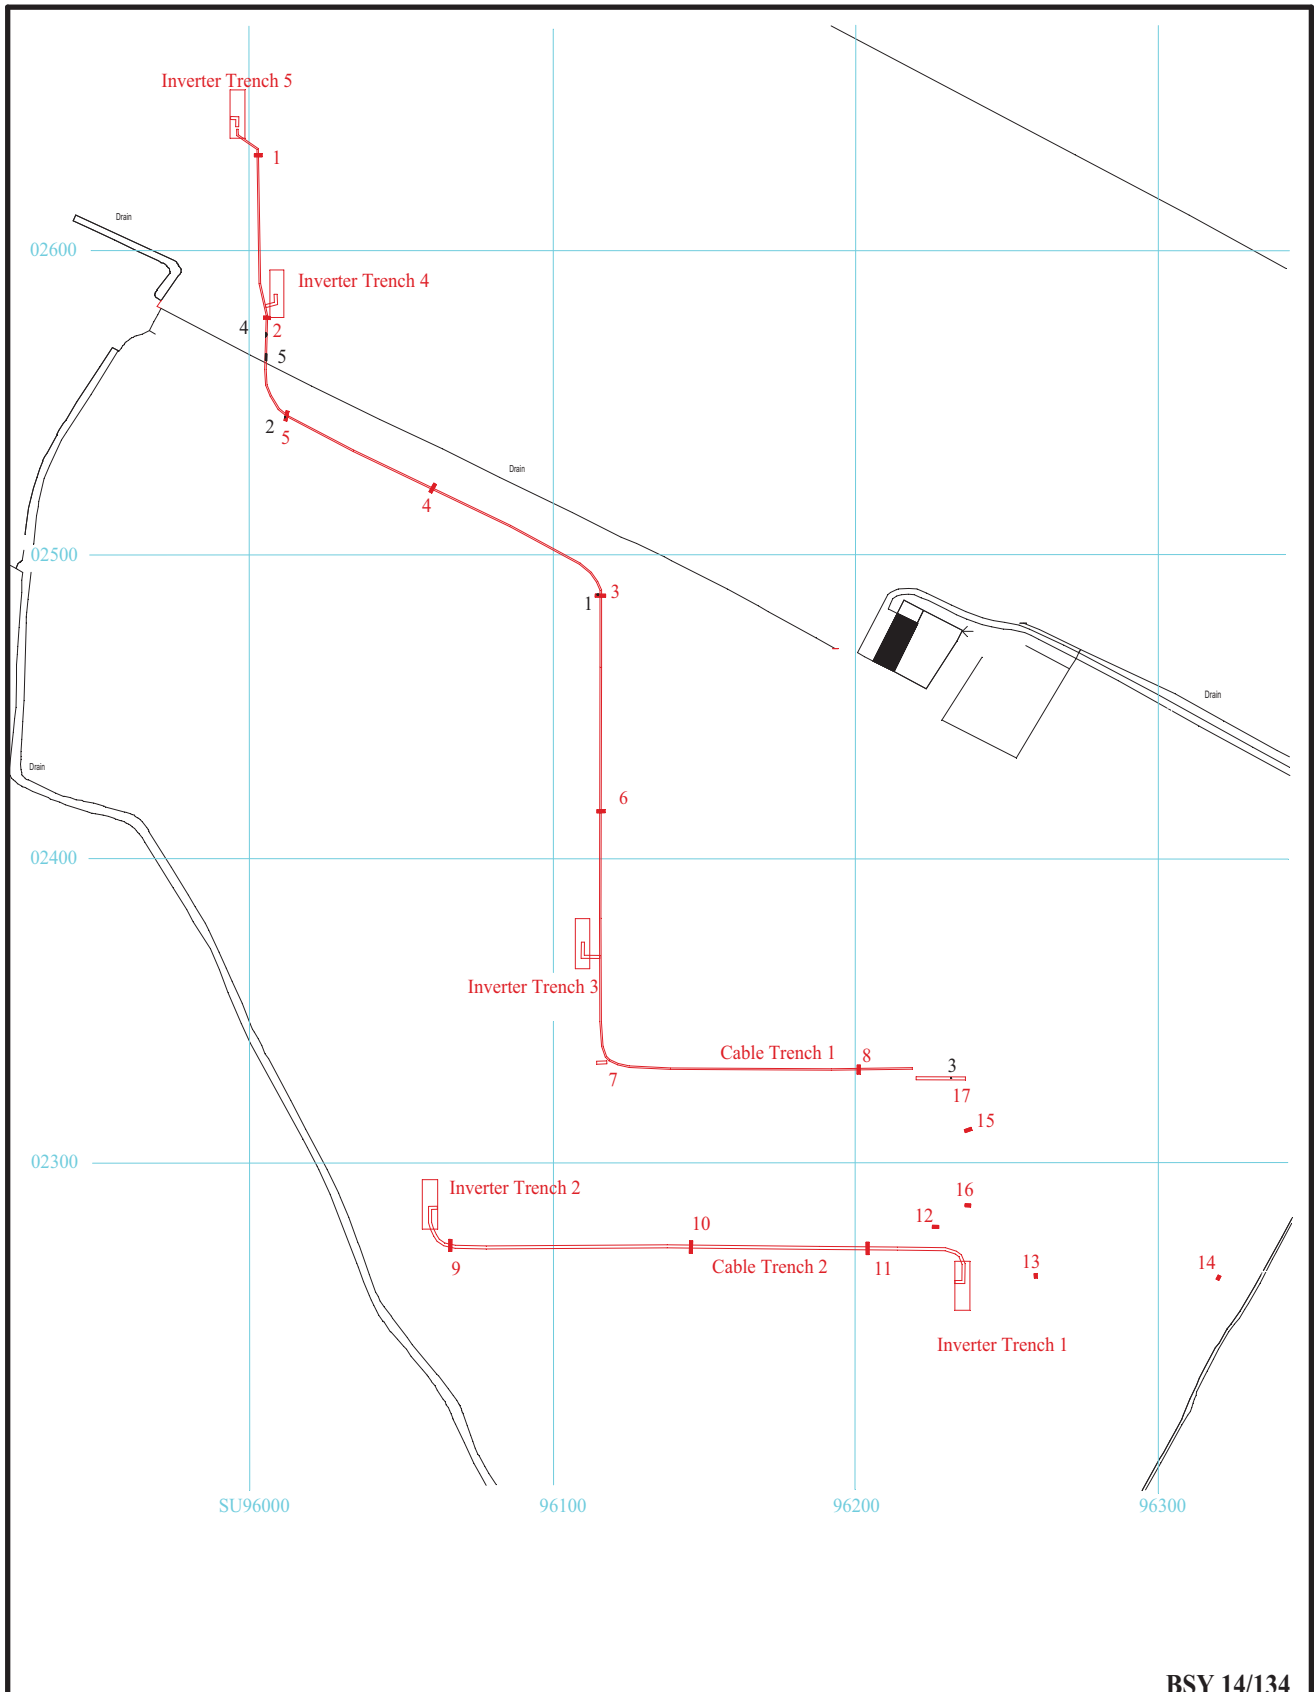 Inverter Trench 5
1
Drain
02600
Inverter Trench 4
4
2
5
2
5
Drain
4
02500
3
1
Drain
Drain
6
02400
Inverter Trench 3
Cable Trench 1
8
3
7
17
15
02300
Inverter Trench 2
16
12
10
9
Cable Trench 2
11
13
14
Inverter Trench 1
SU96000
96100
96200
96300
BSY 14/134